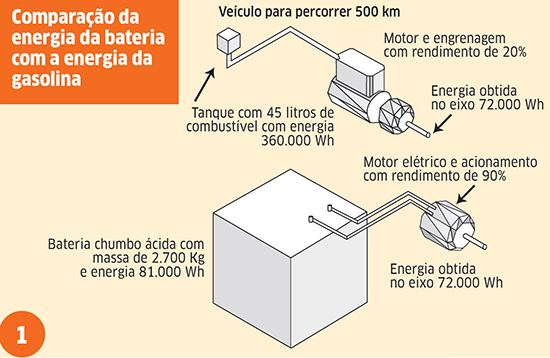 Comparação da
energia da bateria
com a energia da
gasolina
Veículo para percorrer 500 km
Motor e engrenagem
com rendimento de 20%
Energia obtida
no eixo 72.000 Wh
Tanque com 45 litros de
combustível com energia
360.000 Wh
Motor elétrico e acionamento
com rendimento de 90%
Bateria chumbo ácida com
massa de 2.700 Kg
e energia 81.000 Wh
Energia obtida
no eixo 72.000 Wh
1